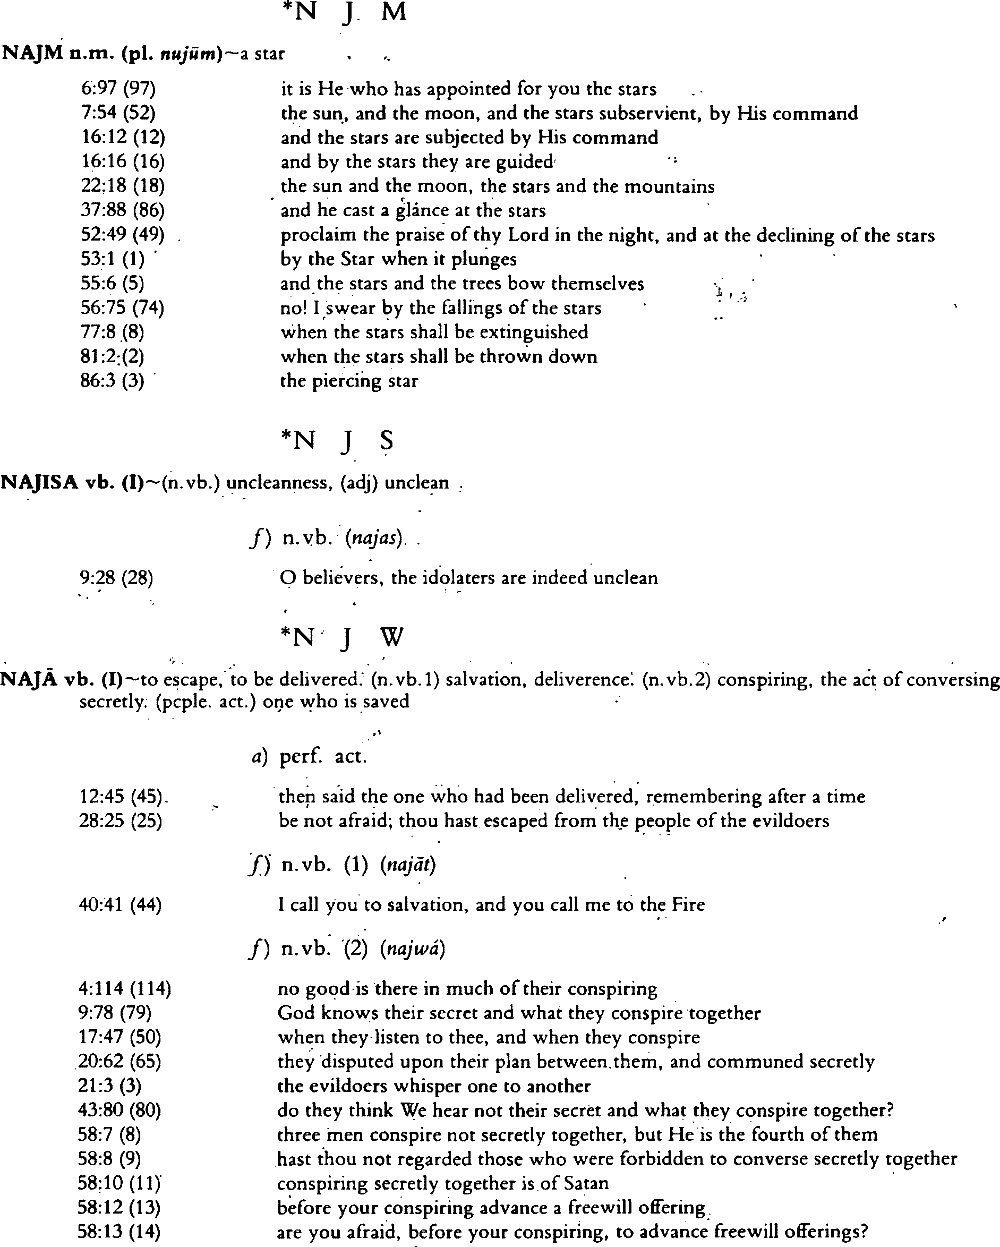 *N J M
NAJM n.m. (pl. nujūm)~a star
6:97 (97) it is He who has appointed for you the stars
7:54 (52) the sun, and the moon, and the stars subservient, by His command
16:12 (12) and the stars are subjected by His command
16:16 (16) and by the stars they are guided
22:18 (18) the sun and the moon, the stars and the mountains
37:88 (86) and he cast a glance at the stars
52:49 (49) proclaim the praise of thy Lord in the night, and at the declining of the stars
53:1 (1) by the Star when it plunges
55:6 (5) and the stars and the trees bow themselves
56:75 (74) no! I swear by the fallings of the stars
77:8 (8) when the stars shall be extinguished
81:2 (2) when the stars shall be thrown down
86:3 (3) the piercing star
*N J S
NAJISA vb. (I)~(n.vb.) uncleanness, (adj) unclean
f) n.vb. (najas)
9:28 (28) O believers, the idolaters are indeed unclean
*N J W
NAJĀ vb. (I)~to escape, to be delivered. (n.vb.1) salvation, deliverence. (n.vb.2) conspiring, the act of conversing
secretly. (pcple. act.) one who is saved
a) perf. act.
12:45 (45) then said the one who had been delivered, remembering after a time
28:25 (25) be not afraid; thou hast escaped from the people of the evildoers
f) n.vb. (1) (najāt)
40:41 (44) I call you to salvation, and you call me to the Fire
f) n.vb. (2) (najwá)
4:114 (114) no good is there in much of their conspiring
9:78 (79) God knows their secret and what they conspire together
17:47 (50) when they listen to thee, and when they conspire
20:62 (65) they disputed upon their plan between them, and communed secretly
21:3 (3) the evildoers whisper one to another
43:80 (80) do they think We hear not their secret and what they conspire together?
58:7 (8) three men conspire not secretly together, but He is the fourth of them
58:8 (9) hast thou not regarded those who were forbidden to converse secretly together
58:10 (11) conspiring secretly together is of Satan
58:12 (13) before your conspiring advance a freewill offering
58:13 (14) are you afraid, before your conspiring, to advance freewill offerings?